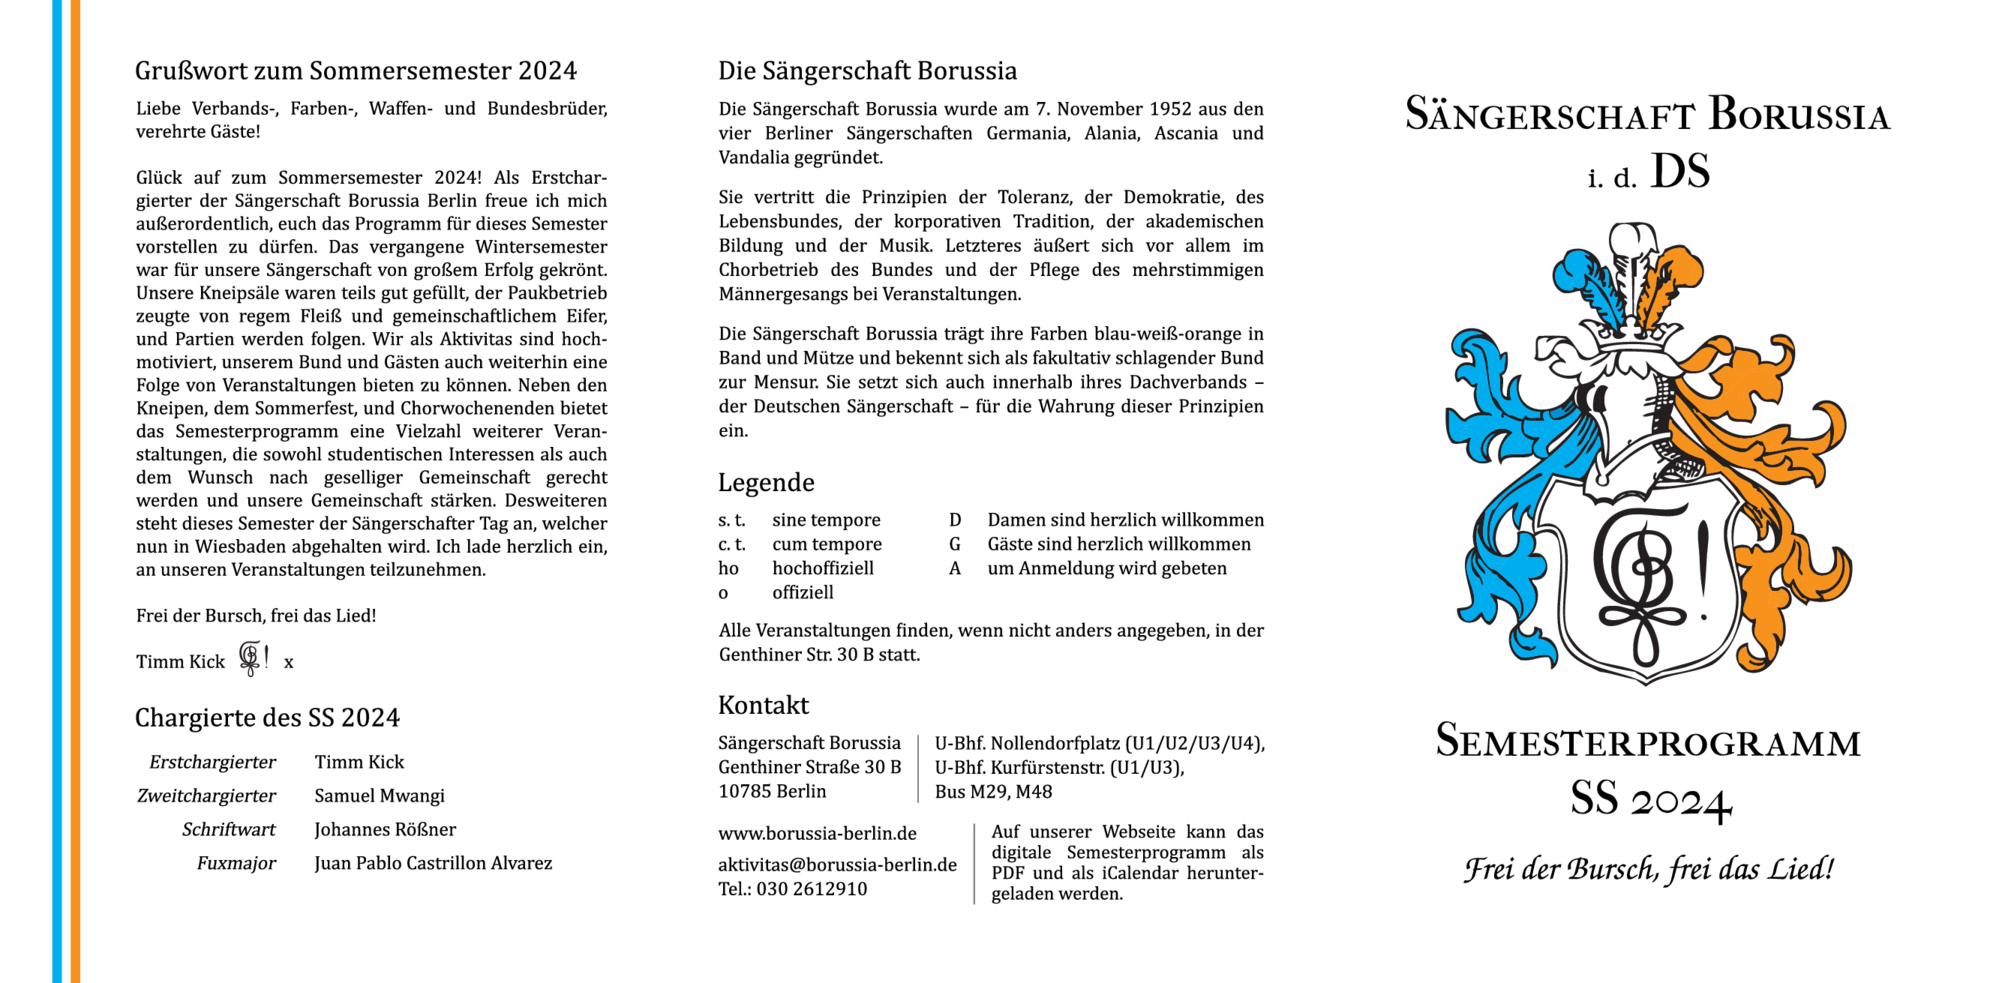 Grußwort zum Sommersemester 2024
Liebe Verbands-, Farben-, Waffen- und Bundesbrüder,
verehrte Gäste!
Glück auf zum Sommersemester 2024! Als Erstchar-
gierter der Sängerschaft Borussia Berlin freue ich mich
außerordentlich, euch das Programm für dieses Semester
vorstellen zu dürfen. Das vergangene Wintersemester
war für unsere Sängerschaft von großem Erfolg gekrönt.
Unsere Kneipsäle waren teils gut gefüllt, der Paukbetrieb
zeugte von regem Fleiß und gemeinschaftlichem Eifer,
und Partien werden folgen. Wir als Aktivitas sind hoch-
motiviert, unserem Bund und Gästen auch weiterhin eine
Folge von Veranstaltungen bieten zu können. Neben den
Kneipen, dem Sommerfest, und Chorwochenenden bietet
das Semesterprogramm eine Vielzahl weiterer Veran-
staltungen, die sowohl studentischen Interessen als auch
dem Wunsch nach geselliger Gemeinschaft gerecht
werden und unsere Gemeinschaft stärken. Desweiteren
steht dieses Semester der Sängerschafter Tag an, welcher
nun in Wiesbaden abgehalten wird. Ich lade herzlich ein,
an unseren Veranstaltungen teilzunehmen.
Frei der Bursch, frei das Lied!
Timm Kick x
Chargierte des SS 2024
Erstchargierter Timm Kick
Zweitchargierter Samuel Mwangi
Schriftwart Johannes Rößner
Fuxmajor Juan Pablo Castrillon Alvarez
Die Sängerschaft Borussia
Die Sängerschaft Borussia wurde am 7. November 1952 aus den
vier Berliner Sängerschaften Germania, Alania, Ascania und
Vandalia gegründet.
Sie vertritt die Prinzipien der Toleranz, der Demokratie, des
Lebensbundes, der korporativen Tradition, der akademischen
Bildung und der Musik. Letzteres äußert sich vor allem im
Chorbetrieb des Bundes und der Pflege des mehrstimmigen
Männergesangs bei Veranstaltungen.
Die Sängerschaft Borussia trägt ihre Farben blau-weiß-orange in
Band und Mütze und bekennt sich als fakultativ schlagender Bund
zur Mensur. Sie setzt sich auch innerhalb ihres Dachverbands –
der Deutschen Sängerschaft – für die Wahrung dieser Prinzipien
ein.
Legende
s. t. sine tempore D Damen sind herzlich willkommen
c. t. cum tempore G Gäste sind herzlich willkommen
ho hochoffiziell A um Anmeldung wird gebeten
o offiziell
Alle Veranstaltungen finden, wenn nicht anders angegeben, in der
Genthiner Str. 30 B statt.
Kontakt
Sängerschaft Borussia
Genthiner Straße 30 B
10785 Berlin
U-Bhf. Nollendorfplatz (U1/U2/U3/U4),
U-Bhf. Kurfürstenstr. (U1/U3),
Bus M29, M48
www.borussia-berlin.de
aktivitas@borussia-berlin.de
Tel.: 030 2612910
Auf unserer Webseite kann das
digitale Semesterprogramm als
PDF und als iCalendar herunter-
geladen werden.
Sängerschaft Borussia
i. d. DS
Semesterprogramm
SS 2024
Frei der Bursch, frei das Lied!